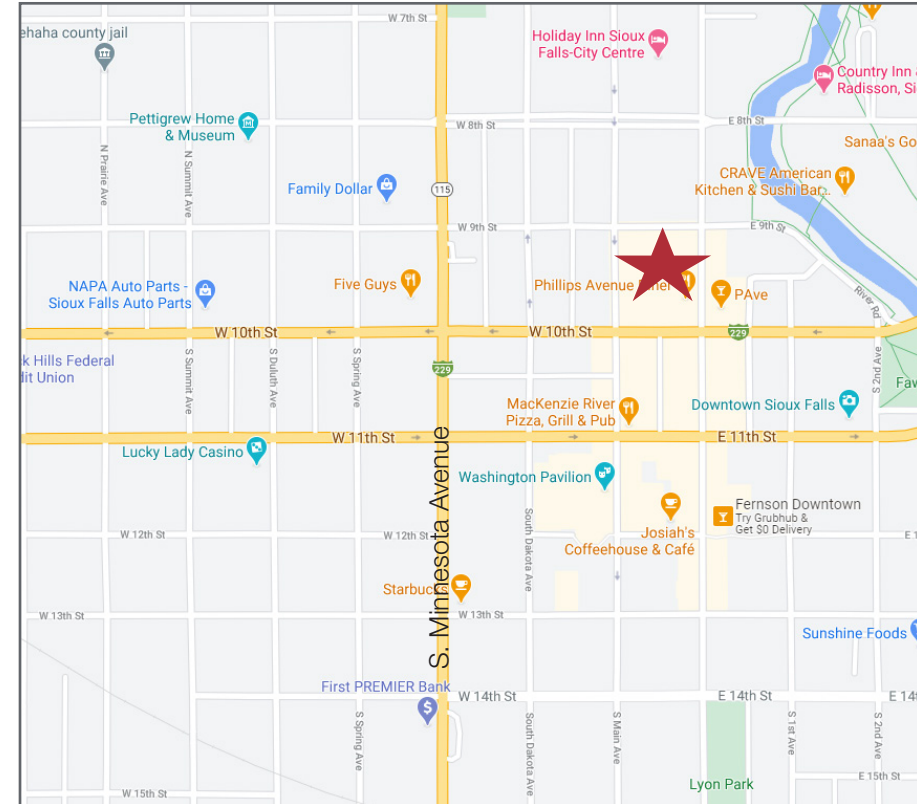 W 7th St
ehaha county jail
Holiday Inn Sioux
Falls-City Centre
Country Inn &
Radisson, Si
Pettigrew Home
& Museum
W 8th St
E 8th St
Sanaa's Go
N Prairie Ave
N Summit Ave
CRAVE American
Kitchen & Sushi Bar...
Family Dollar
115
W 9th St
E 9th St
NAPA Auto Parts -
Sioux Falls Auto Parts
Five Guys
Phillips Avenue Diner
PAve
River Rd
W 10th St
W 10th St
229
k Hills Federal
dit Union
S Summit Ave
S Duluth Ave
S Spring Ave
229
S 2nd Ave
Faw
MacKenzie River
Pizza, Grill & Pub
Downtown Sioux Falls
W 11th St
E 11th St
Lucky Lady Casino
S. Minnesota Avenue
Washington Pavilion
Fernson Downtown
Try Grubhub &
Get $0 Delivery
South Dakota Ave
Josiah's
Coffeehouse & Café
W 12th St
W 12th St
E 1
Starbucks
W 13th St
W 13th St
Sunshine Foods
First PREMIER Bank
W 14th St
E 14th St
E 14t
S Spring Ave
South Dakota Ave
S Main Ave
S 1st Ave
S 2nd Ave
Lyon Park
E 15th St
W 15th St